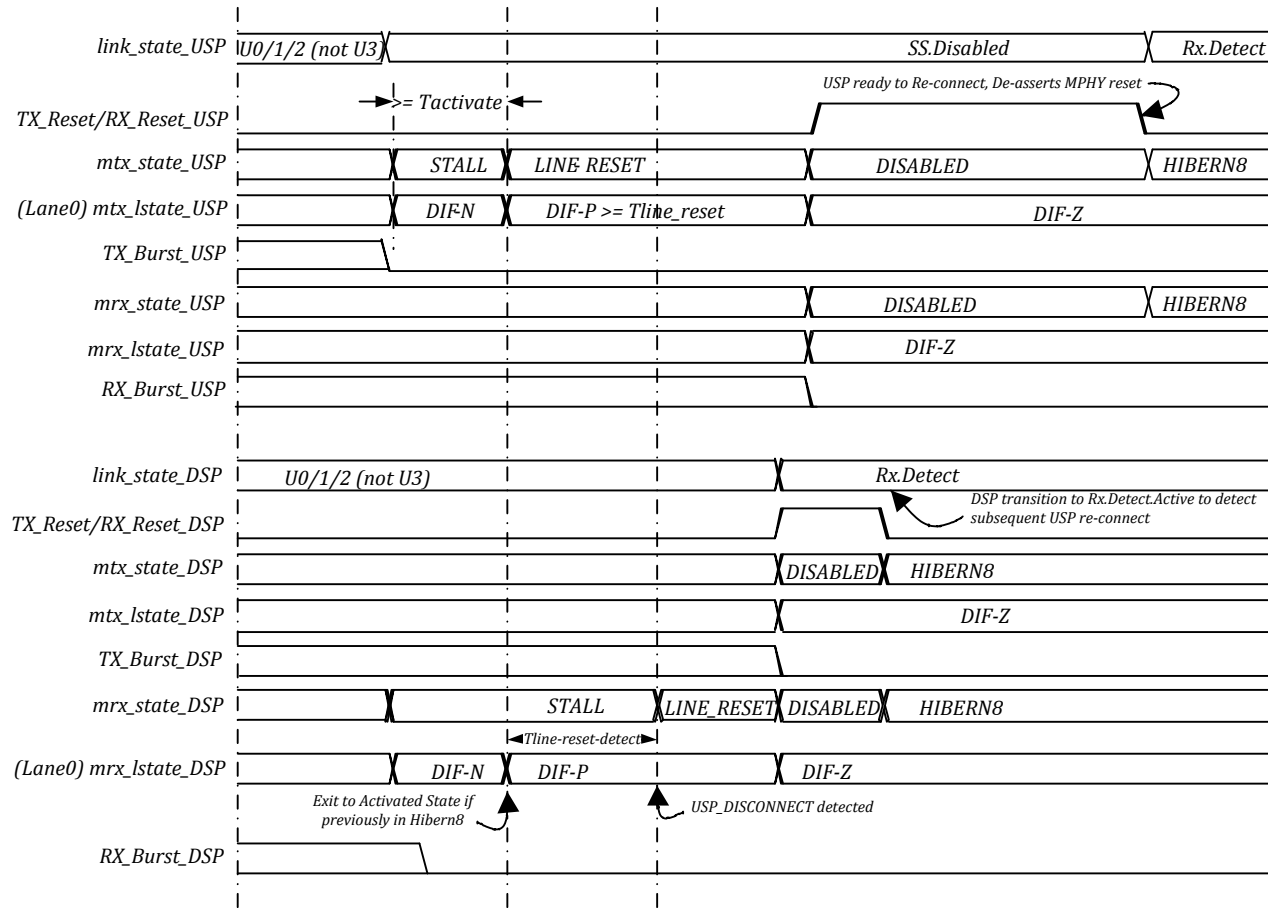 link_state_USP U0/1/2 (not U3) SS.Disabled Rx.Detect
USP ready to Re-connect, De-asserts MPHY reset
>= Tactivate
TX_Reset/RX_Reset_USP
mtx_state_USP STALL LINE- RESET DISABLED HIBERN8
(Lane0) mtx_lstate_USP DIF-N DIF-P >= Tline_reset DIF-Z
TX_Burst_USP
mrx_state_USP DISABLED HIBERN8
mrx_lstate_USP DIF-Z
RX_Burst_USP
link_state_DSP U0/1/2 (not U3) Rx.Detect
DSP transition to Rx.Detect.Active to detect
subsequent USP re-connect
TX_Reset/RX_Reset_DSP
mtx_state_DSP DISABLED HIBERN8
mtx_lstate_DSP DIF-Z
TX_Burst_DSP
mrx_state_DSP STALL LINE_RESET DISABLED HIBERN8
Tline-reset-detect
(Lane0) mrx_lstate_DSP DIF-N DIF-P DIF-Z
Exit to Activated State if
previously in Hibern8
USP_DISCONNECT detected
RX_Burst_DSP